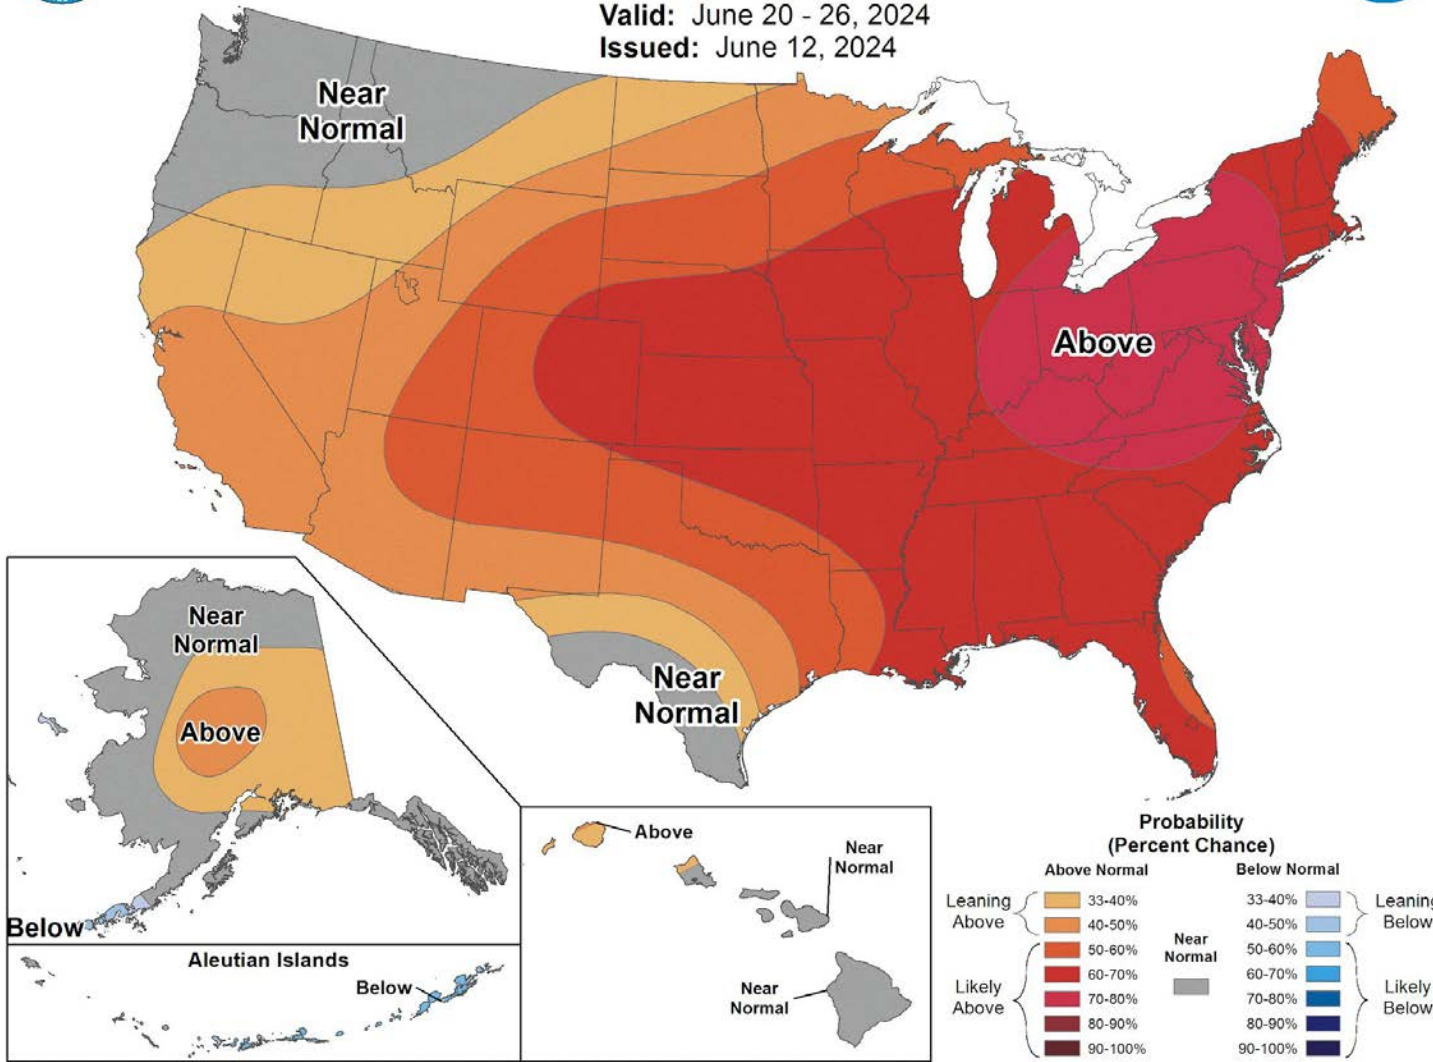 Valid: June 20 - 26, 2024
Issued: June 12, 2024
Near
Normal
Above
Near
Normal
Near
Normal
Above
Below
Aleutian Islands
Below
Above
Near
Normal
Near
Normal
Probability
(Percent Chance)
Above Normal
Below Normal
Leaning
Above
33-40%
40-50%
Likely
Above
50-60%
60-70%
70-80%
80-90%
90-100%
Near
Normal
33-40%
40-50%
50-60%
60-70%
70-80%
80-90%
90-100%
Leaning
Below
Likely
Below